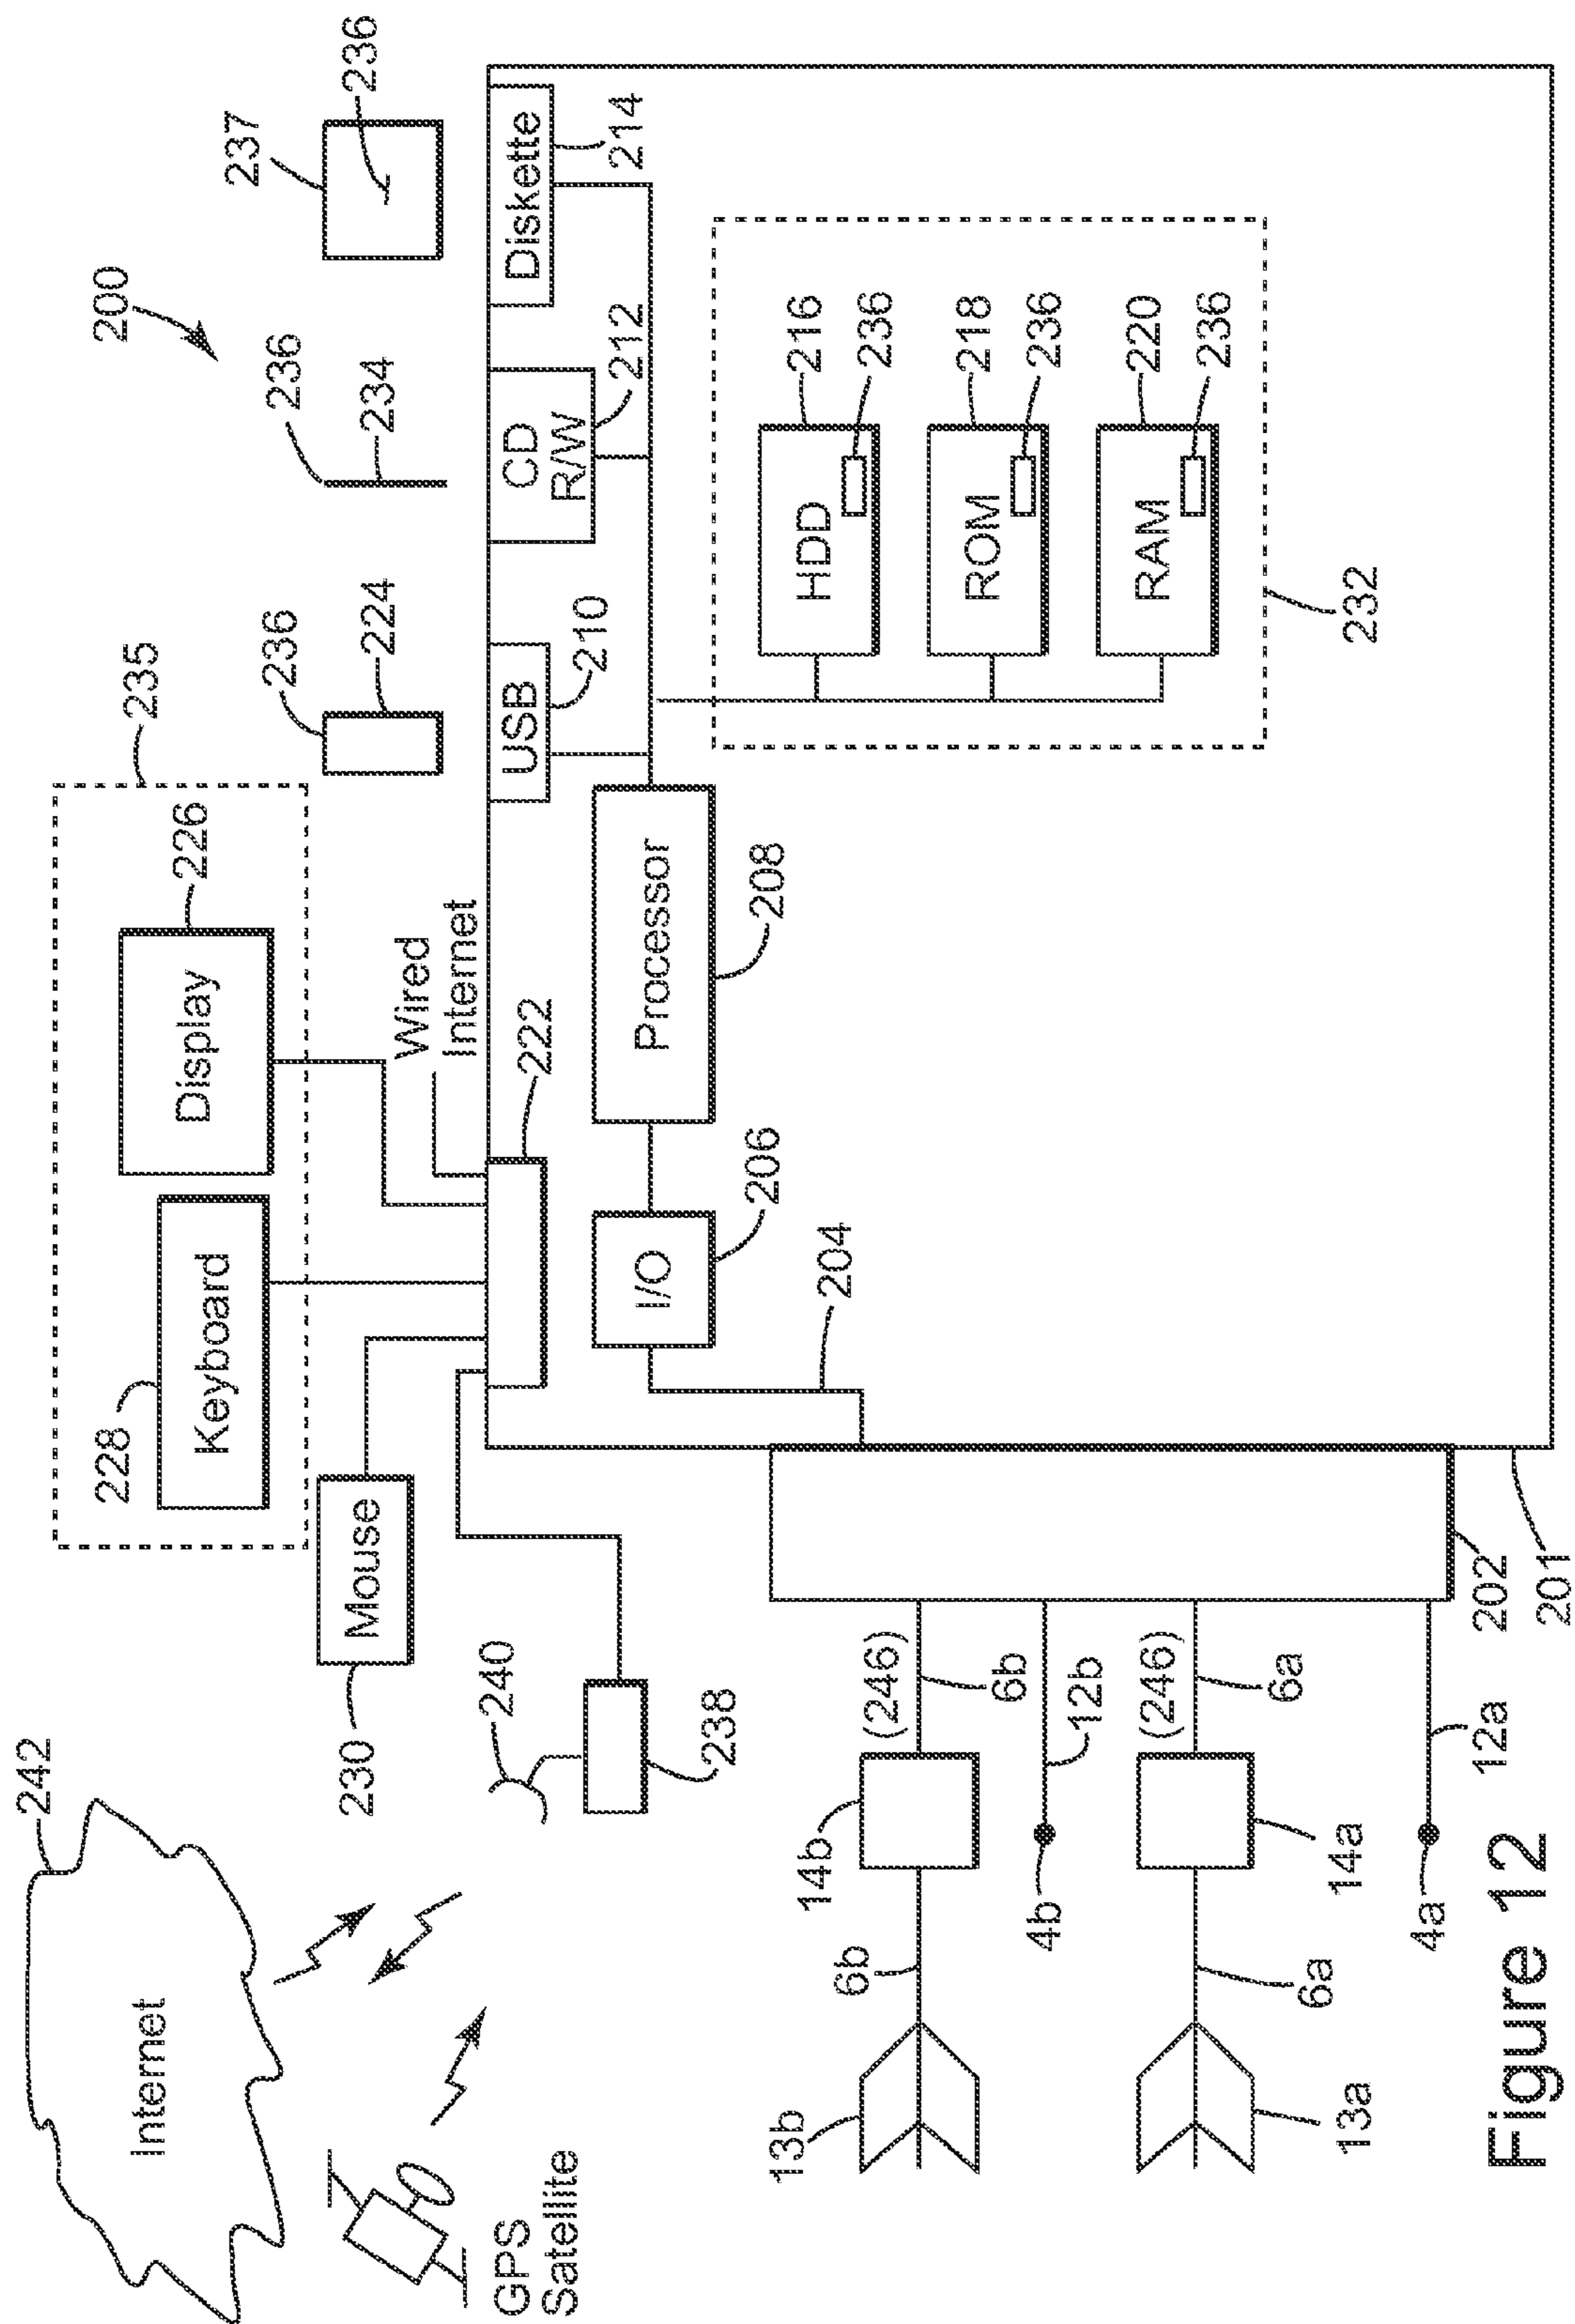 200
237
236
236
234
236
224
235
Display
226
Keyboard
228
Wired
Internet
222
Mouse
230
240
238
242
Internet
GPS
Satellite
USB
210
CD
R/W
212
Diskette
214
Processor
208
I/O
206
204
HDD
216
236
ROM
218
236
RAM
220
236
232
202
201
13b
6b
14b
(246)
6b
4b
12b
13a
6a
14a
(246)
6a
4a
12a
Figure 12